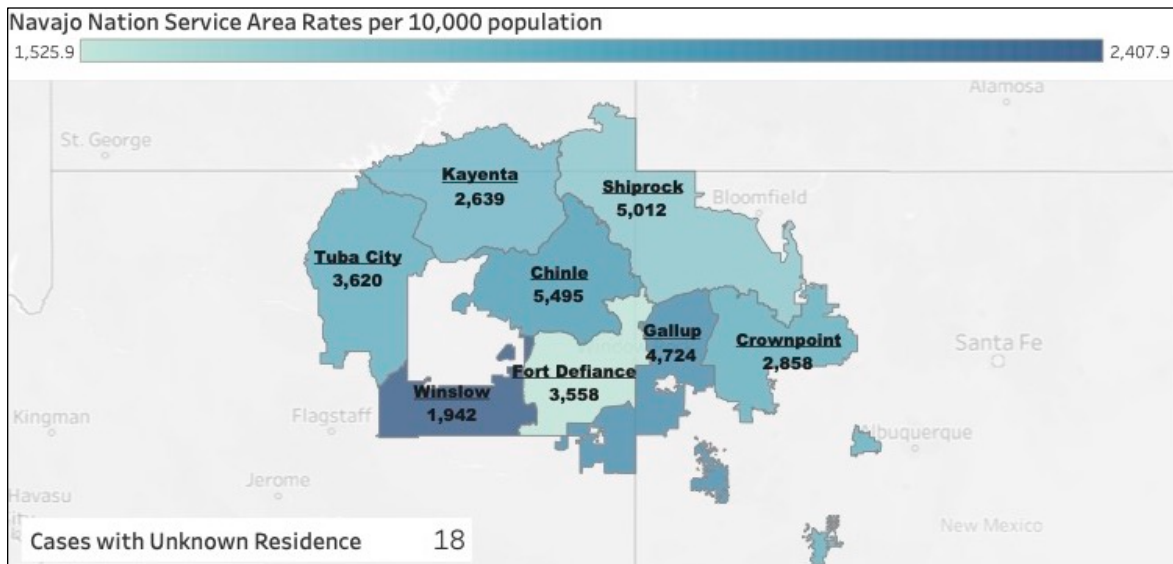 Navajo Nation Service Area Rates per 10,000 population
1,525.9
2,407.9
Alamosa
St. George
Kayenta
2,639
Shiprock
5,012
Bloomfield
Tuba City
3,620
Chinle
5,495
Gallup
4,724
Crownpoint
2,858
Santa Fe
Fort Defiance
3,558
Winslow
1,942
Kingman
Flagstaff
Albuquerque
Jerome
Havasu
New Mexico
Cases with Unknown Residence 18